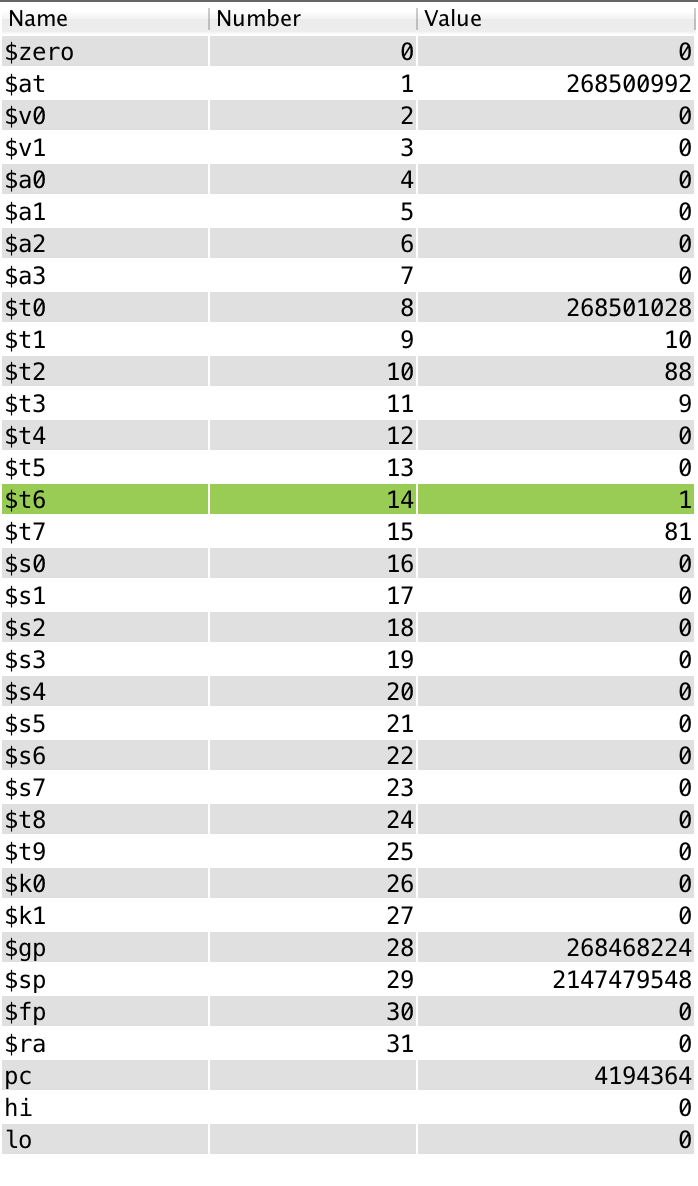 Name Number Value
$zero 0 0
$at 1 268500992
$v0 2 0
$v1 3 0
$a0 4 0
$a1 5 0
$a2 6 0
$a3 7 0
$t0 8 268501028
$t1 9 10
$t2 10 88
$t3 11 9
$t4 12 0
$t5 13 0
$t6 14 1
$t7 15 81
$s0 16 0
$s1 17 0
$s2 18 0
$s3 19 0
$s4 20 0
$s5 21 0
$s6 22 0
$s7 23 0
$t8 24 0
$t9 25 0
$k0 26 0
$k1 27 0
$gp 28 268468224
$sp 29 2147479548
$fp 30 0
$ra 31 0
pc 4194364
hi 0
lo 0